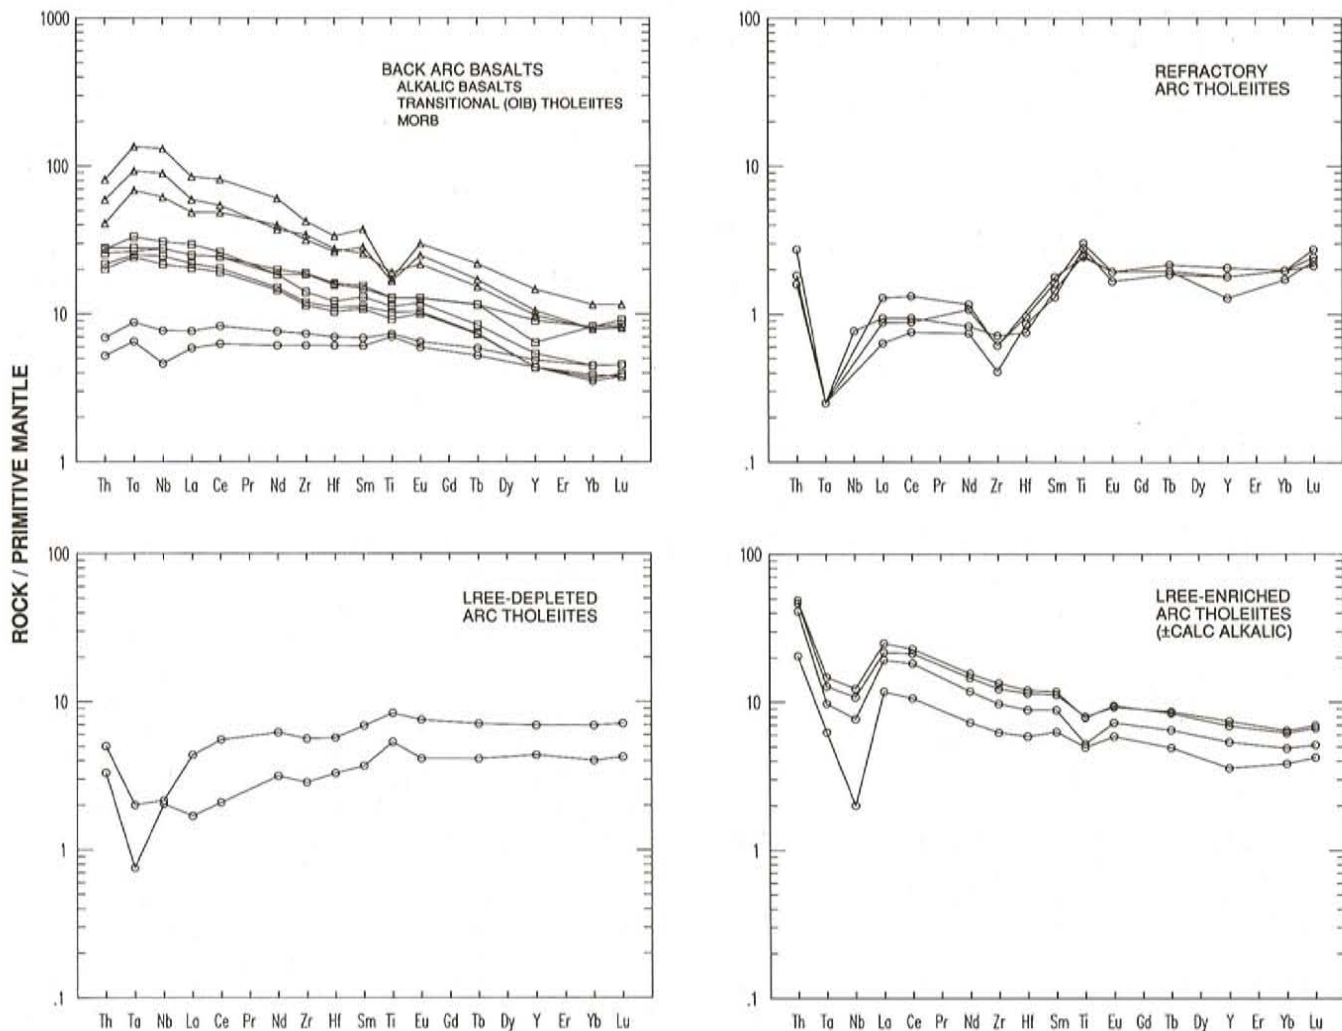 ROCK / PRIMITIVE MANTLE
1000
100
10
1
BACK ARC BASALTS
ALKALIC BASALTS
TRANSITIONAL (OIB) THOLEIITES
MORB
Th Ta Nb La Ce Pr Nd Zr Hf Sm Ti Eu Gd Tb Dy Y Er Yb Lu
100
10
1
.1
REFRACTORY
ARC THOLEIITES
Th Ta Nb La Ce Pr Nd Zr Hf Sm Ti Eu Gd Tb Dy Y Er Yb Lu
100
10
1
.1
LREE-DEPLETED
ARC THOLEIITES
Th Ta Nb La Ce Pr Nd Zr Hf Sm Ti Eu Gd Tb Dy Y Er Yb Lu
100
10
1
.1
LREE-ENRICHED
ARC THOLEIITES
(±CALC ALKALIC)
Th Ta Nb La Ce Pr Nd Zr Hf Sm Ti Eu Gd Tb Dy Y Er Yb Lu